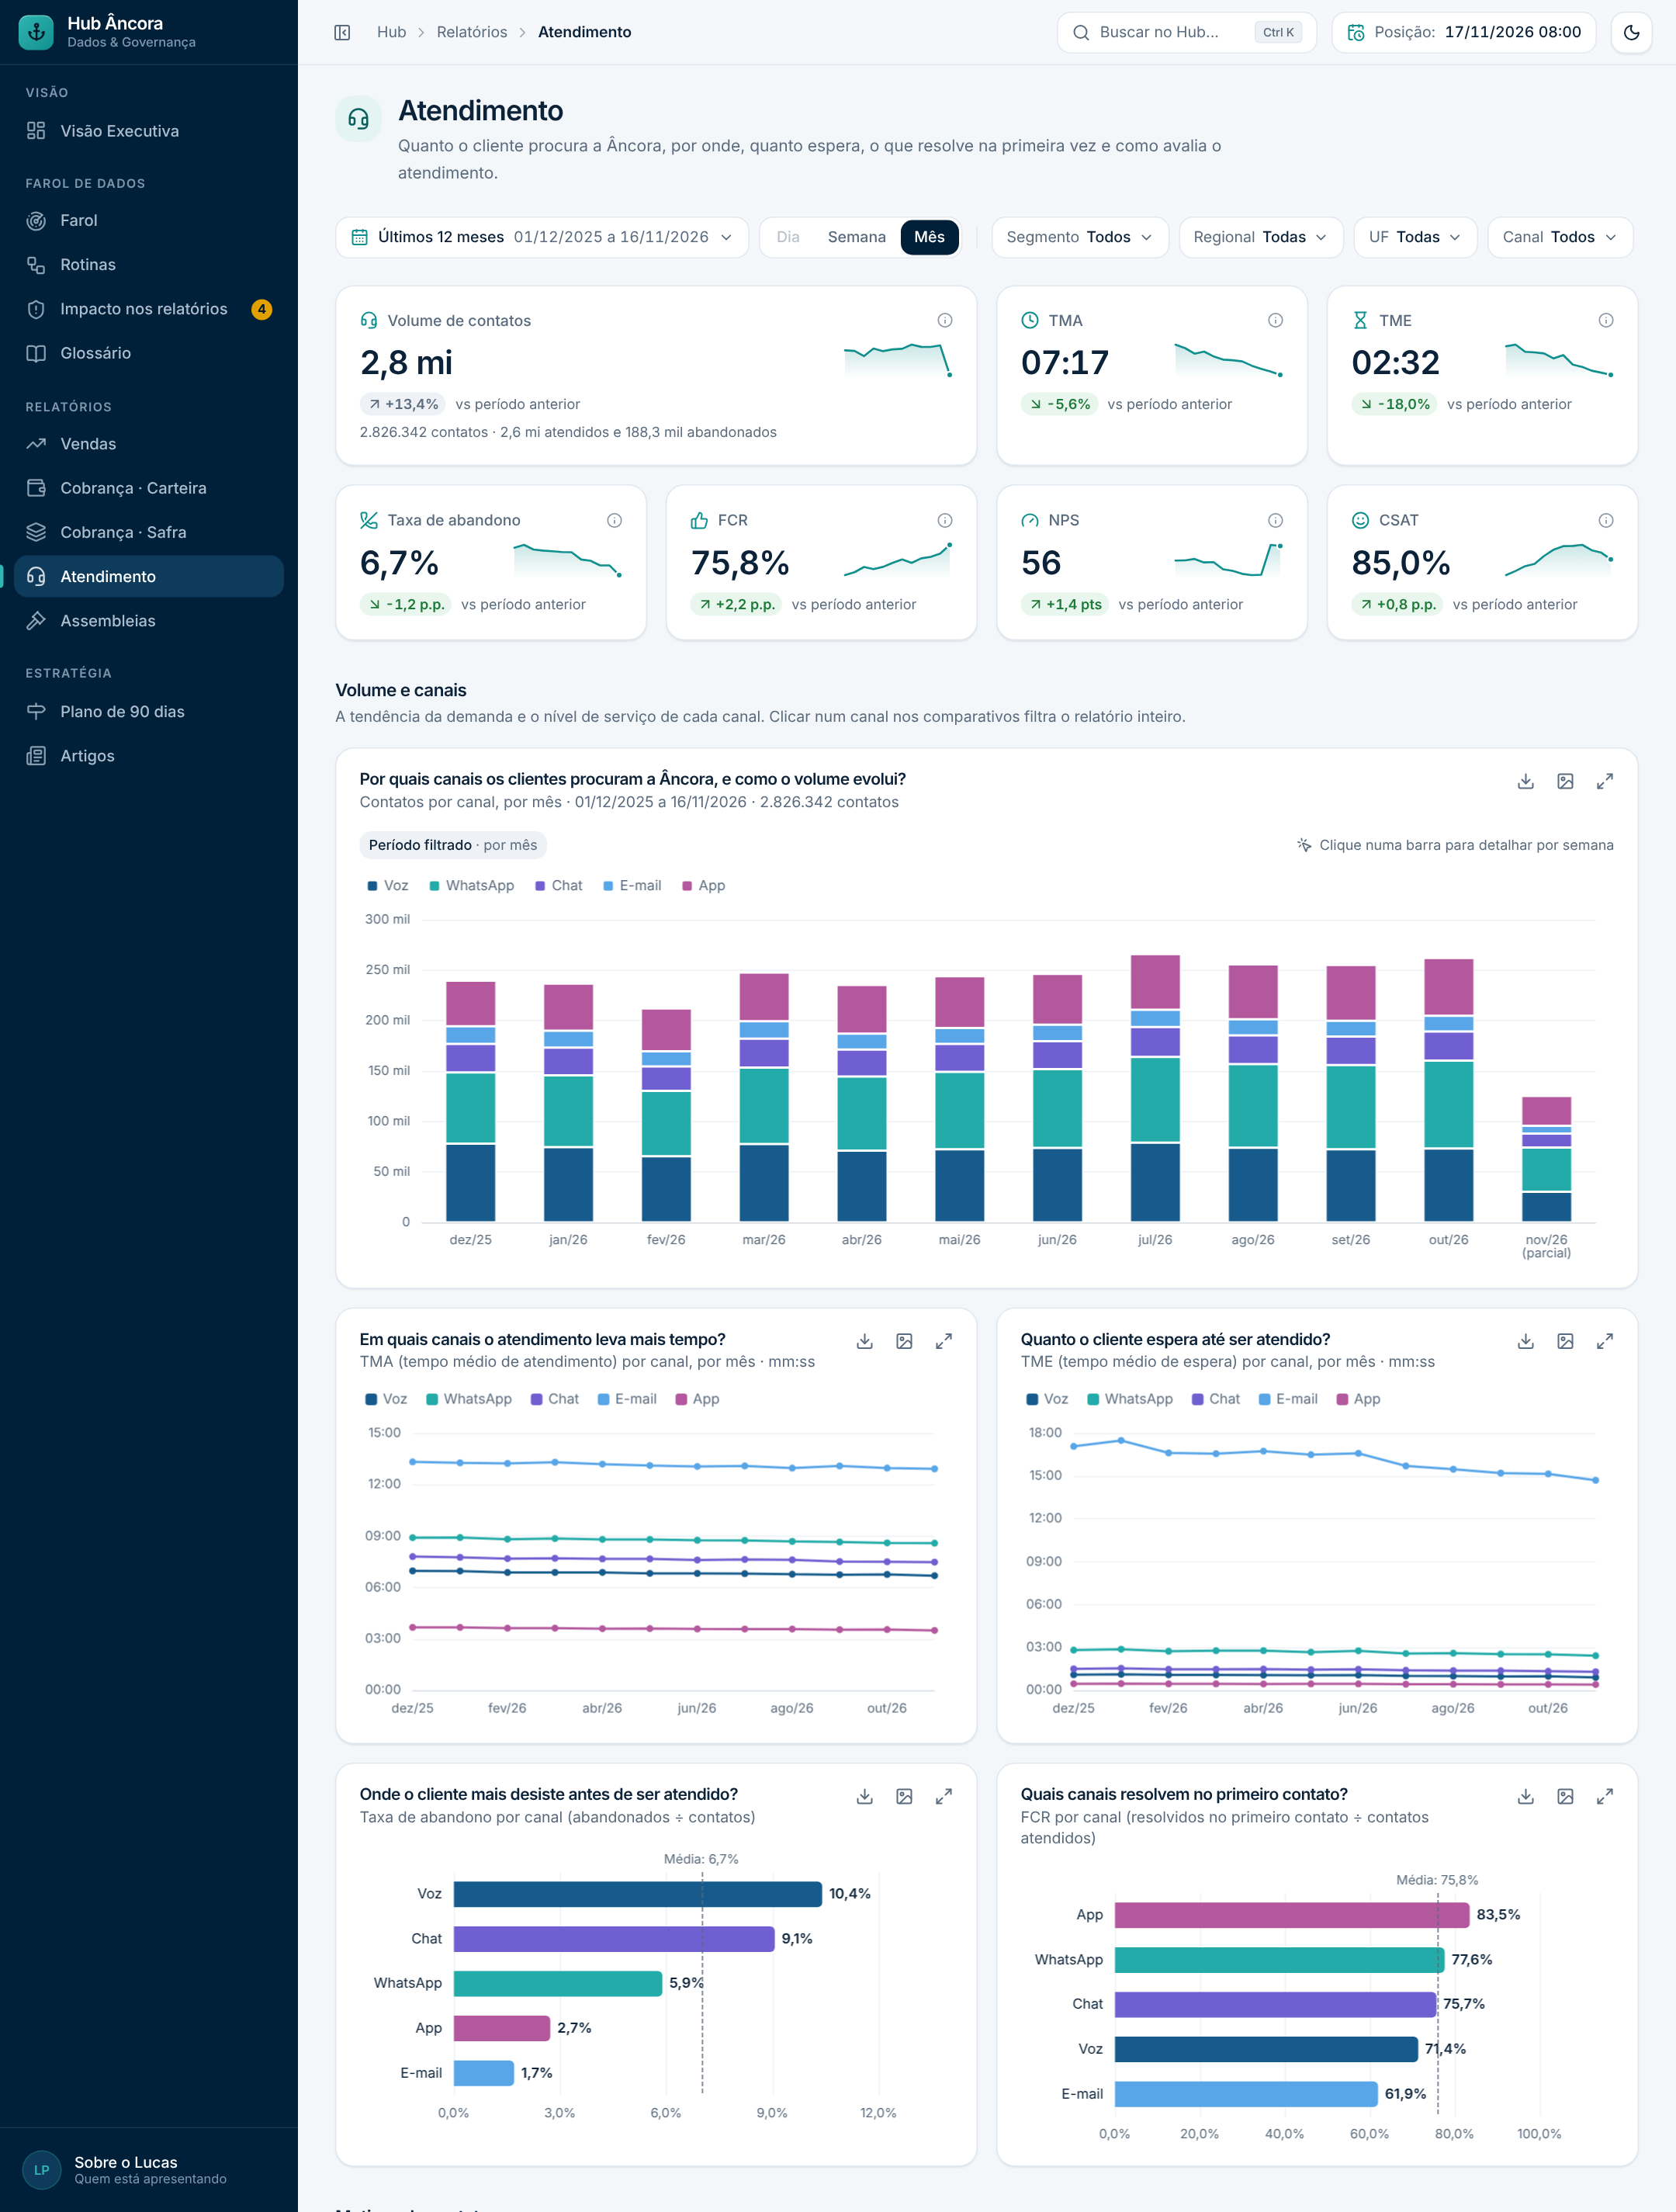 Hub Âncora
Dados & Governança
VISÃO
Visão Executiva
FAROL DE DADOS
Farol
Rotinas
Impacto nos relatórios 4
Glossário
RELATÓRIOS
Vendas
Cobrança · Carteira
Cobrança · Safra
Atendimento
Assembleias
ESTRATÉGIA
Plano de 90 dias
Artigos
LP
Sobre o Lucas
Quem está apresentando
Hub Relatórios Atendimento
Buscar no Hub... Ctrl K
Posição: 17/11/2026 08:00
Atendimento
Quanto o cliente procura a Âncora, por onde, quanto espera, o que resolve na primeira vez e como avalia o
atendimento.
Últimos 12 meses 01/12/2025 a 16/11/2026
Dia Semana Mês
Segmento Todos
Regional Todas
UF Todas
Canal Todos
Volume de contatos
2,8 mi
+13,4% vs período anterior
2.826.342 contatos · 2,6 mi atendidos e 188,3 mil abandonados
TMA
07:17
-5,6% vs período anterior
TME
02:32
-18,0% vs período anterior
Taxa de abandono
6,7%
-1,2 p.p. vs período anterior
FCR
75,8%
+2,2 p.p. vs período anterior
NPS
56
+1,4 pts vs período anterior
CSAT
85,0%
+0,8 p.p. vs período anterior
Volume e canais
A tendência da demanda e o nível de serviço de cada canal. Clicar num canal nos comparativos filtra o relatório inteiro.
Por quais canais os clientes procuram a Âncora, e como o volume evolui?
Contatos por canal, por mês · 01/12/2025 a 16/11/2026 · 2.826.342 contatos
Período filtrado · por mês
Clique numa barra para detalhar por semana
Voz WhatsApp Chat E-mail App
300 mil
250 mil
200 mil
150 mil
100 mil
50 mil
0
dez/25 jan/26 fev/26 mar/26 abr/26 mai/26 jun/26 jul/26 ago/26 set/26 out/26 nov/26
(parcial)
Em quais canais o atendimento leva mais tempo?
TMA (tempo médio de atendimento) por canal, por mês · mm:ss
Voz WhatsApp Chat E-mail App
15:00
12:00
09:00
06:00
03:00
00:00
dez/25 fev/26 abr/26 jun/26 ago/26 out/26
Quanto o cliente espera até ser atendido?
TME (tempo médio de espera) por canal, por mês · mm:ss
Voz WhatsApp Chat E-mail App
18:00
15:00
12:00
09:00
06:00
03:00
00:00
dez/25 fev/26 abr/26 jun/26 ago/26 out/26
Onde o cliente mais desiste antes de ser atendido?
Taxa de abandono por canal (abandonados ÷ contatos)
Média: 6,7%
Voz 10,4%
Chat 9,1%
WhatsApp 5,9%
App 2,7%
E-mail 1,7%
0,0% 3,0% 6,0% 9,0% 12,0%
Quais canais resolvem no primeiro contato?
FCR por canal (resolvidos no primeiro contato ÷ contatos
atendidos)
Média: 75,8%
App 83,5%
WhatsApp 77,6%
Chat 75,7%
Voz 71,4%
E-mail 61,9%
0,0% 20,0% 40,0% 60,0% 80,0% 100,0%